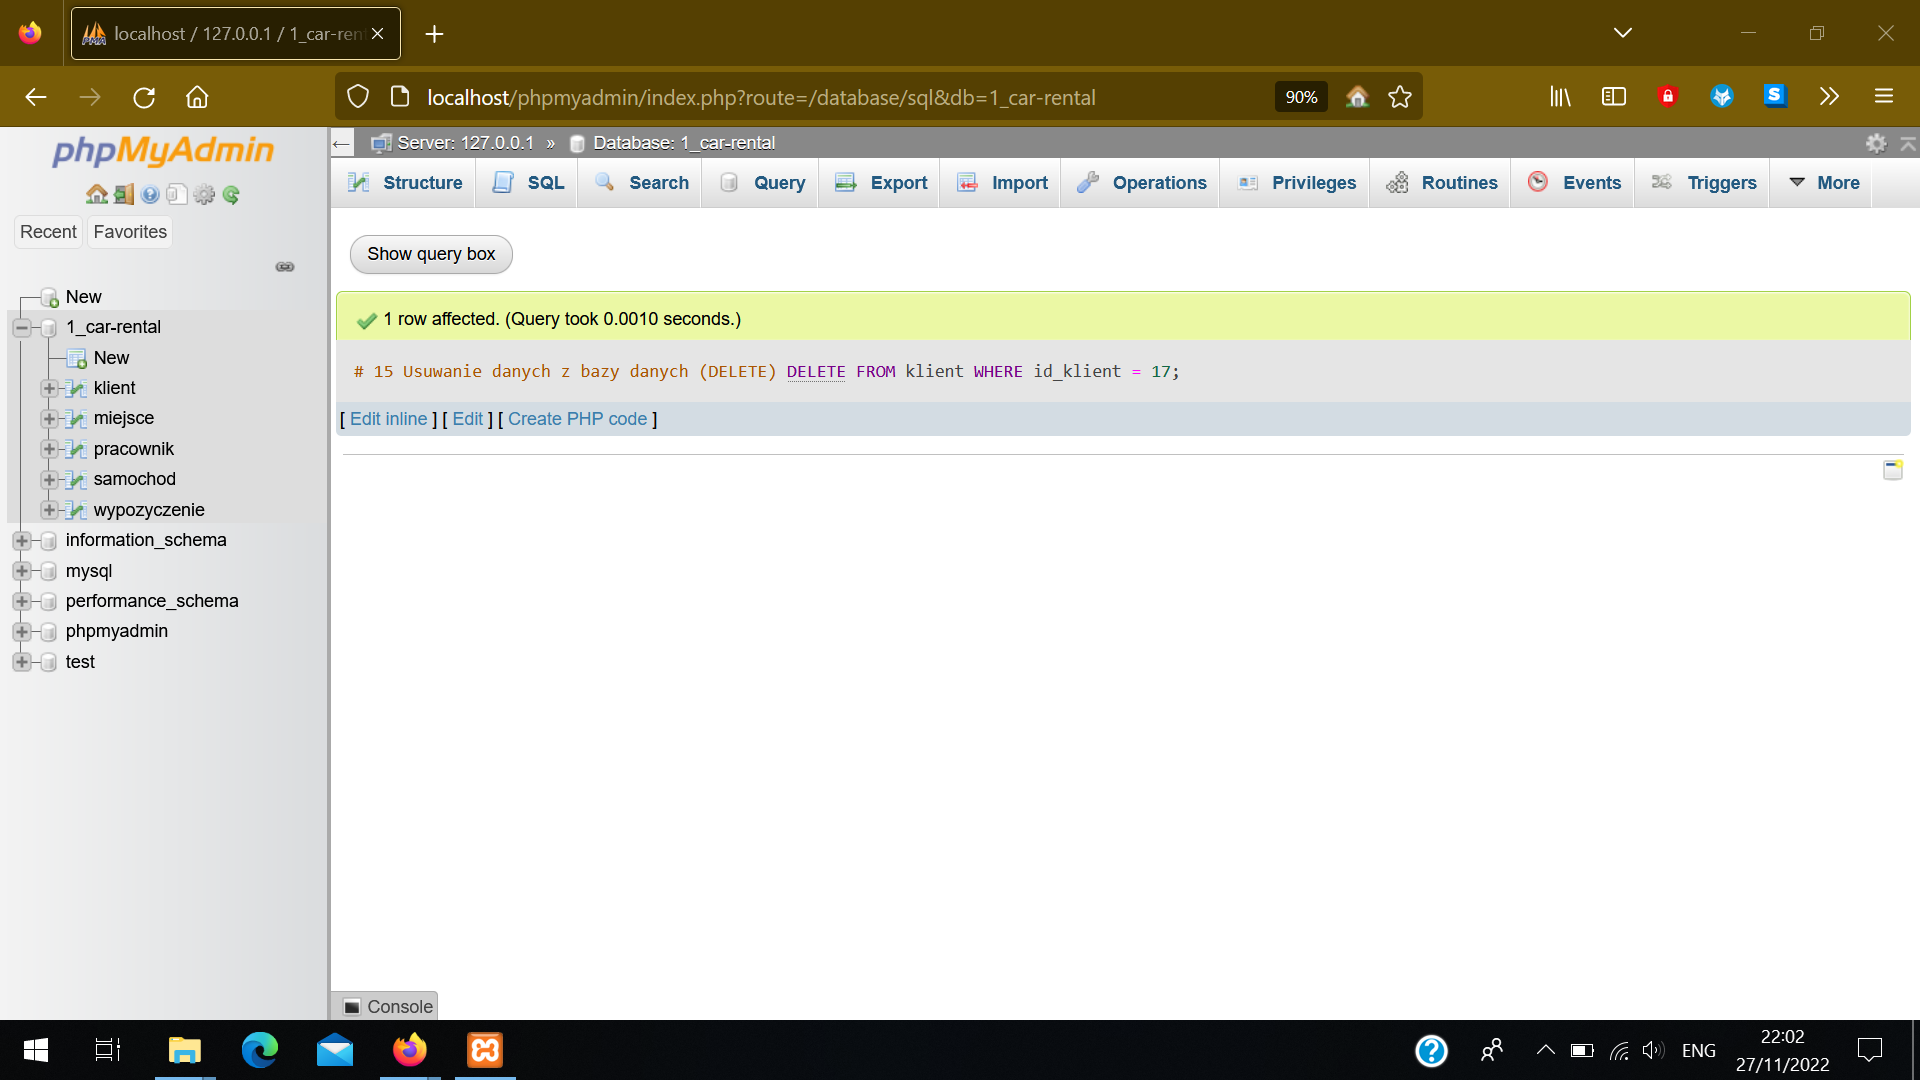 localhost / 127.0.0.1 / 1_car-ren
localhost/phpmyadmin/index.php?route=/database/sql&db=1_car-rental
90%
S
phpMyAdmin
Recent
Favorites
New
1_car-rental
New
klient
miejsce
pracownik
samochod
wypozyczenie
information_schema
mysql
performance_schema
phpmyadmin
test
Server: 127.0.0.1 » Database: 1_car-rental
Structure SQL Search Query Export Import Operations Privileges Routines Events Triggers More
Show query box
1 row affected. (Query took 0.0010 seconds.)
# 15 Usuwanie danych z bazy danych (DELETE) DELETE FROM klient WHERE id_klient = 17;
[ Edit inline ] [ Edit ] [ Create PHP code ]
Console
ENG
22:02
27/11/2022